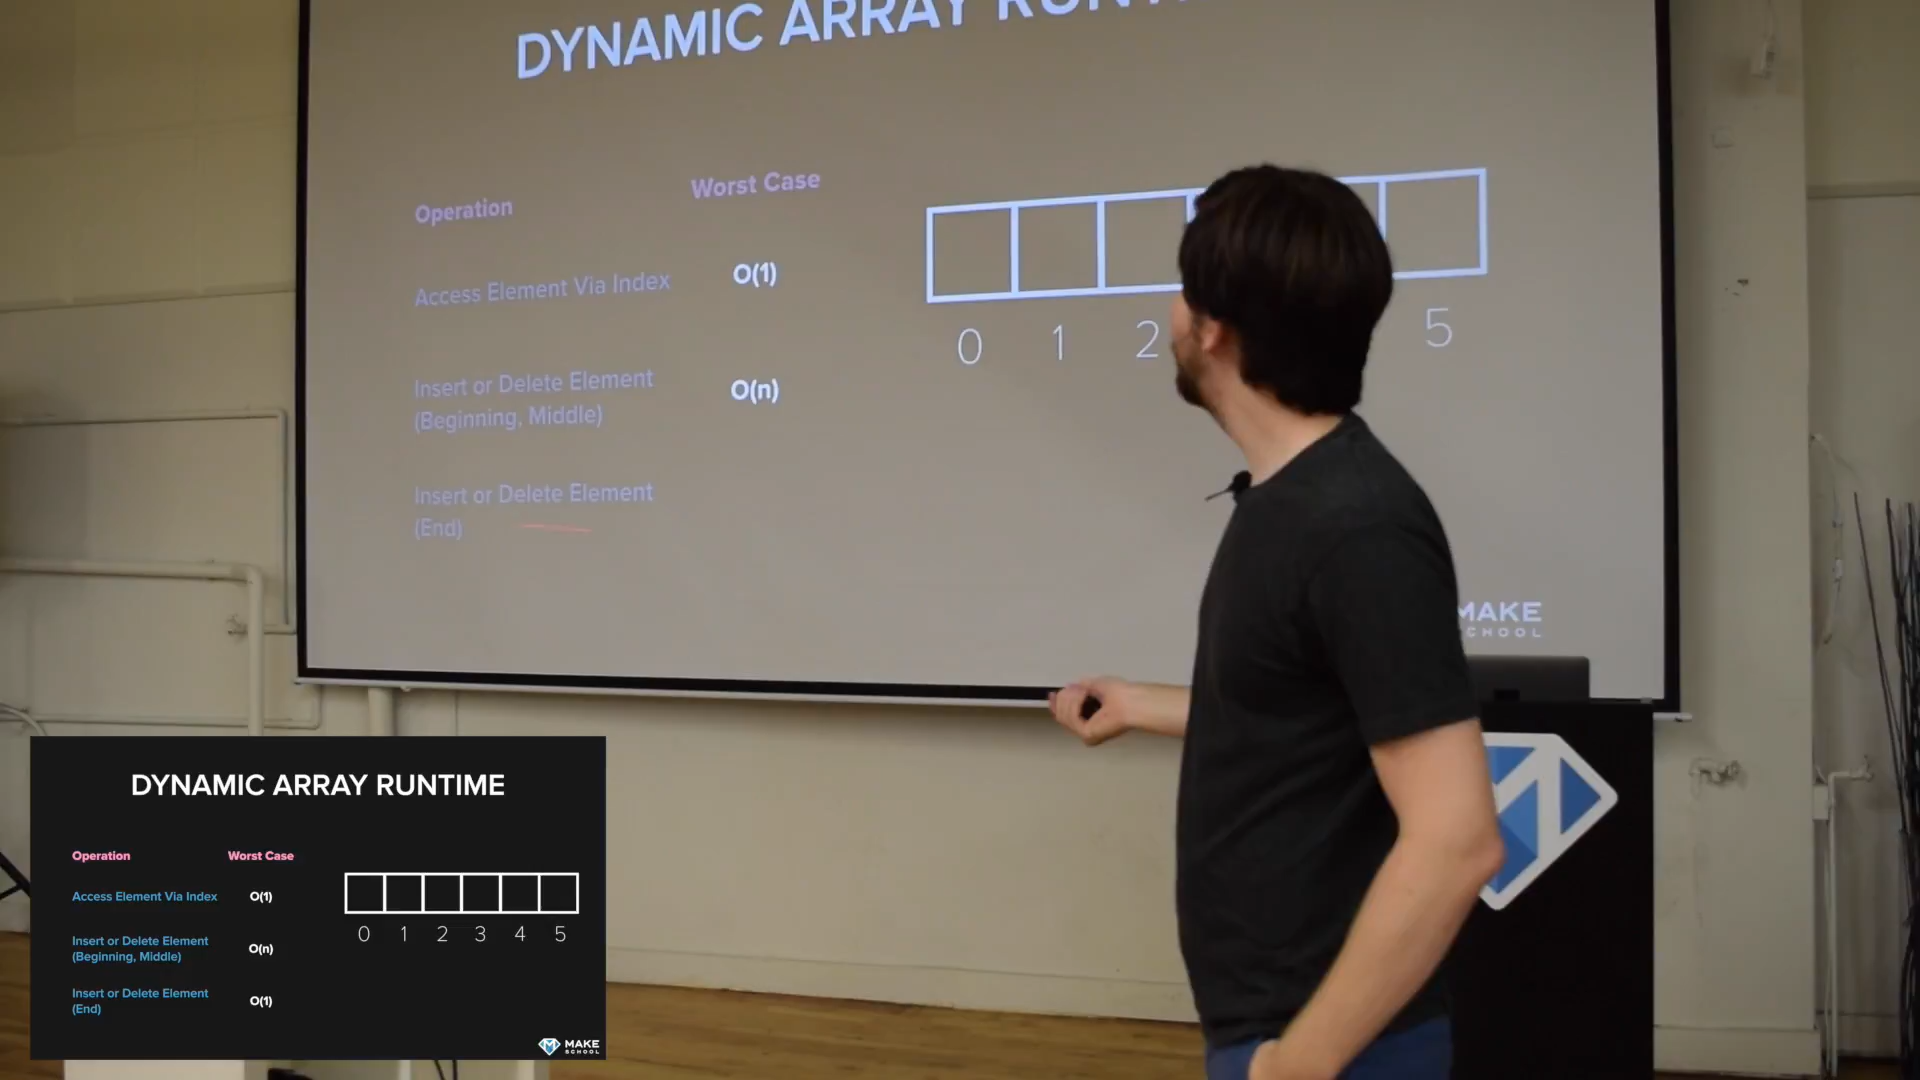 DYNAMIC ARRAY
Operation
Worst Case
Access Element Via Index
O(1)
Insert or Delete Element
(Beginning, Middle)
O(n)
Insert or Delete Element
(End)
0 1 2 5
MAKE
SCHOOL
DYNAMIC ARRAY RUNTIME
Operation
Worst Case
Access Element Via Index
O(1)
Insert or Delete Element
(Beginning, Middle)
O(n)
Insert or Delete Element
(End)
O(1)
0 1 2 3 4 5
MAKE
SCHOOL